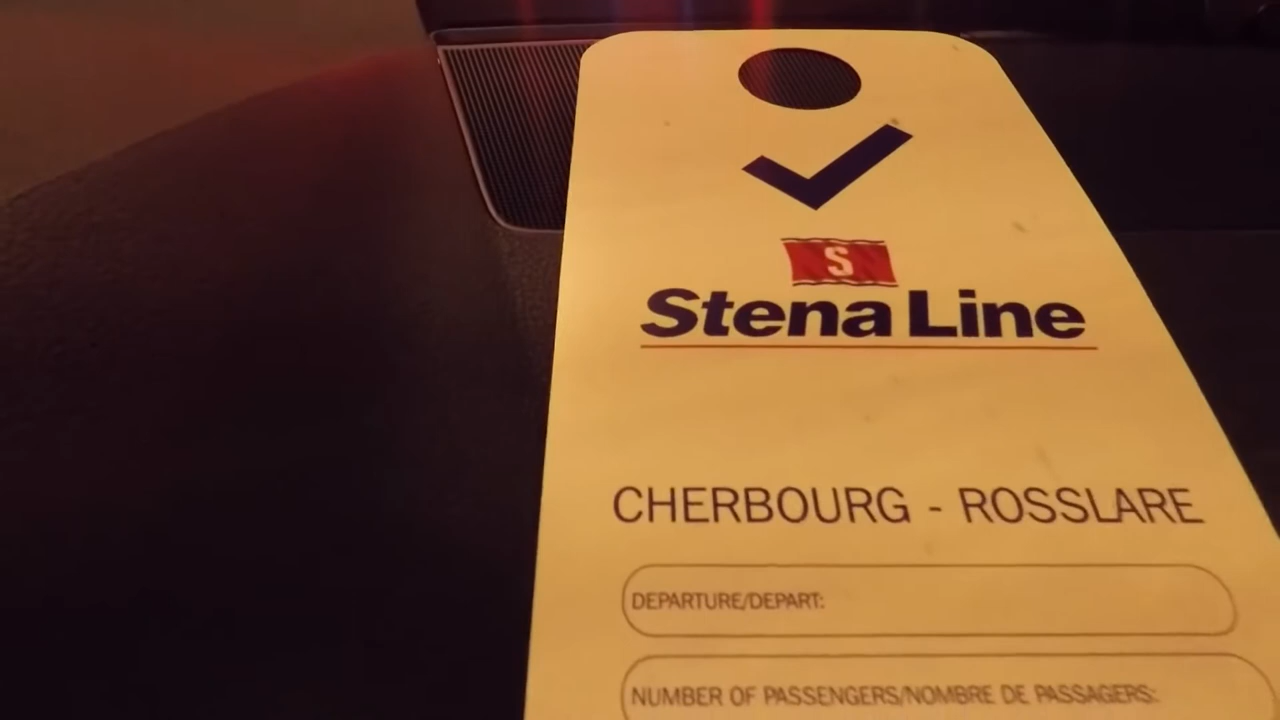 S
Stena Line
CHERBOURG - ROSSLARE
DEPARTURE/DEPART:
NUMBER OF PASSENGERS/NOMBRE DE PASSAGERS: